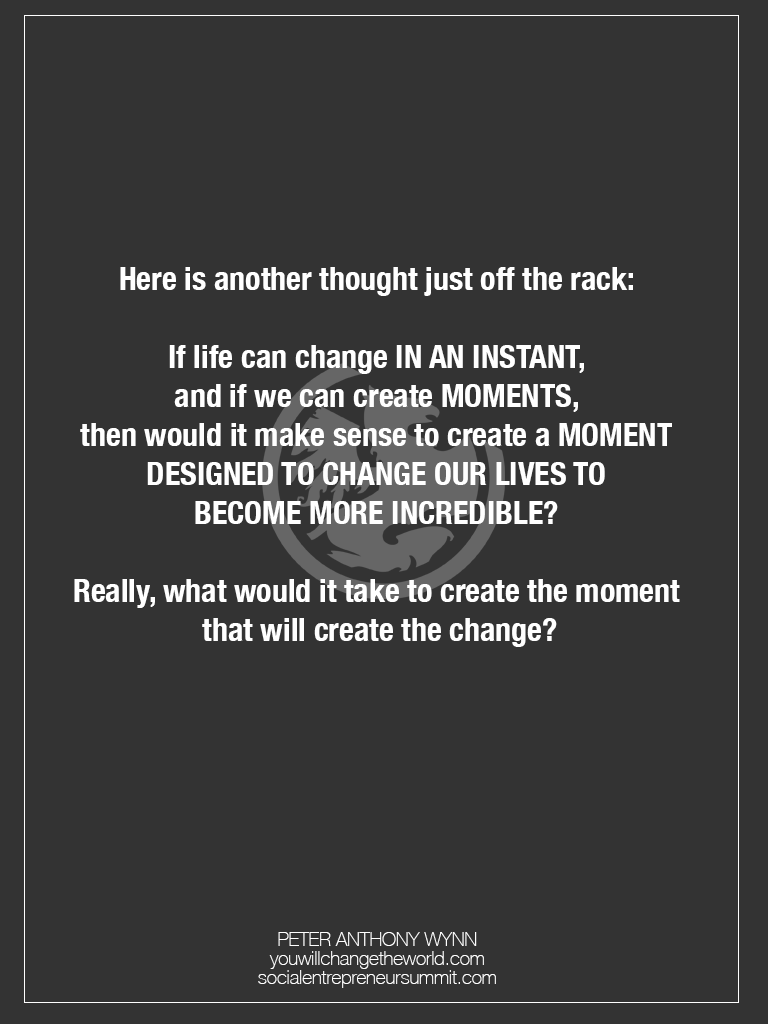 Here is another thought just off the rack:
If life can change IN AN INSTANT,
and if we can create MOMENTS,
then would it make sense to create a MOMENT
DESIGNED TO CHANGE OUR LIVES TO
BECOME MORE INCREDIBLE?
Really, what would it take to create the moment
that will create the change?
PETER ANTHONY WYNN
youwillchangetheworld.com
socialentrepreneursummit.com